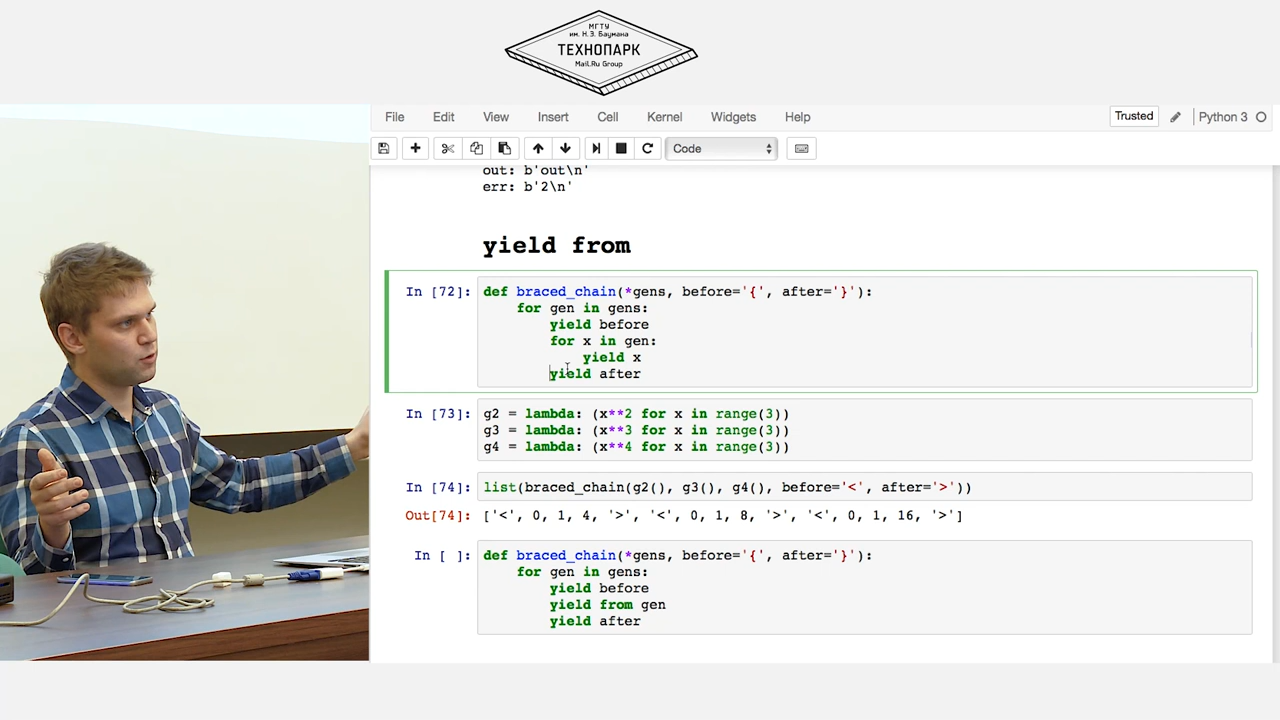 МГТУ
им. Н.Э. Баумана
ТЕХНОПАРК
Mail.Ru Group
File Edit View Insert Cell Kernel Widgets Help
Trusted
Python 3
Code
out: b'out\n'
err: b'2\n'
yield from
In [72]:
def braced_chain(*gens, before='{', after='}'):
for gen in gens:
yield before
for x in gen:
yield x
yield after
In [73]:
g2 = lambda: (x**2 for x in range(3))
g3 = lambda: (x**3 for x in range(3))
g4 = lambda: (x**4 for x in range(3))
In [74]:
list(braced_chain(g2(), g3(), g4(), before='<', after='>'))
Out[74]:
['<', 0, 1, 4, '>', '<', 0, 1, 8, '>', '<', 0, 1, 16, '>']
In [ ]:
def braced_chain(*gens, before='{', after='}'):
for gen in gens:
yield before
yield from gen
yield after